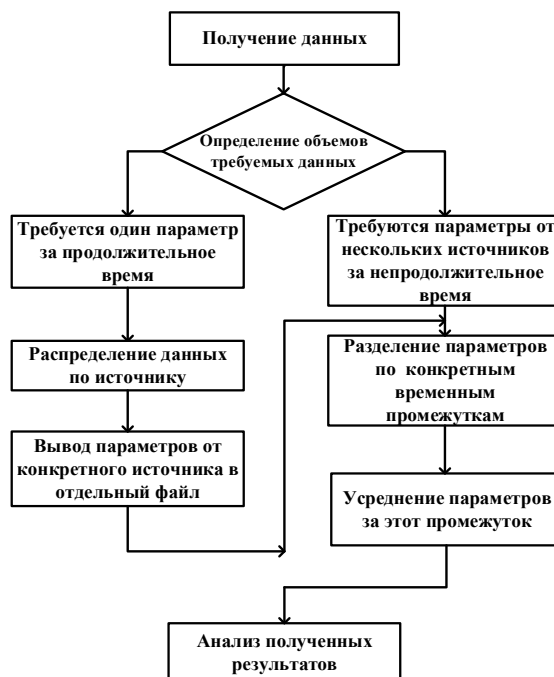 Получение данных
Определение объемов
требуемых данных
Требуется один параметр
за продолжительное
время
Требуются параметры от
нескольких источников
за непродолжительное
время
Распределение данных
по источнику
Разделение параметров
по конкретным
временным
промежуткам
Вывод параметров от
конкретного источника в
отдельный файл
Усреднение параметров
за этот промежуток
Анализ полученных
результатов